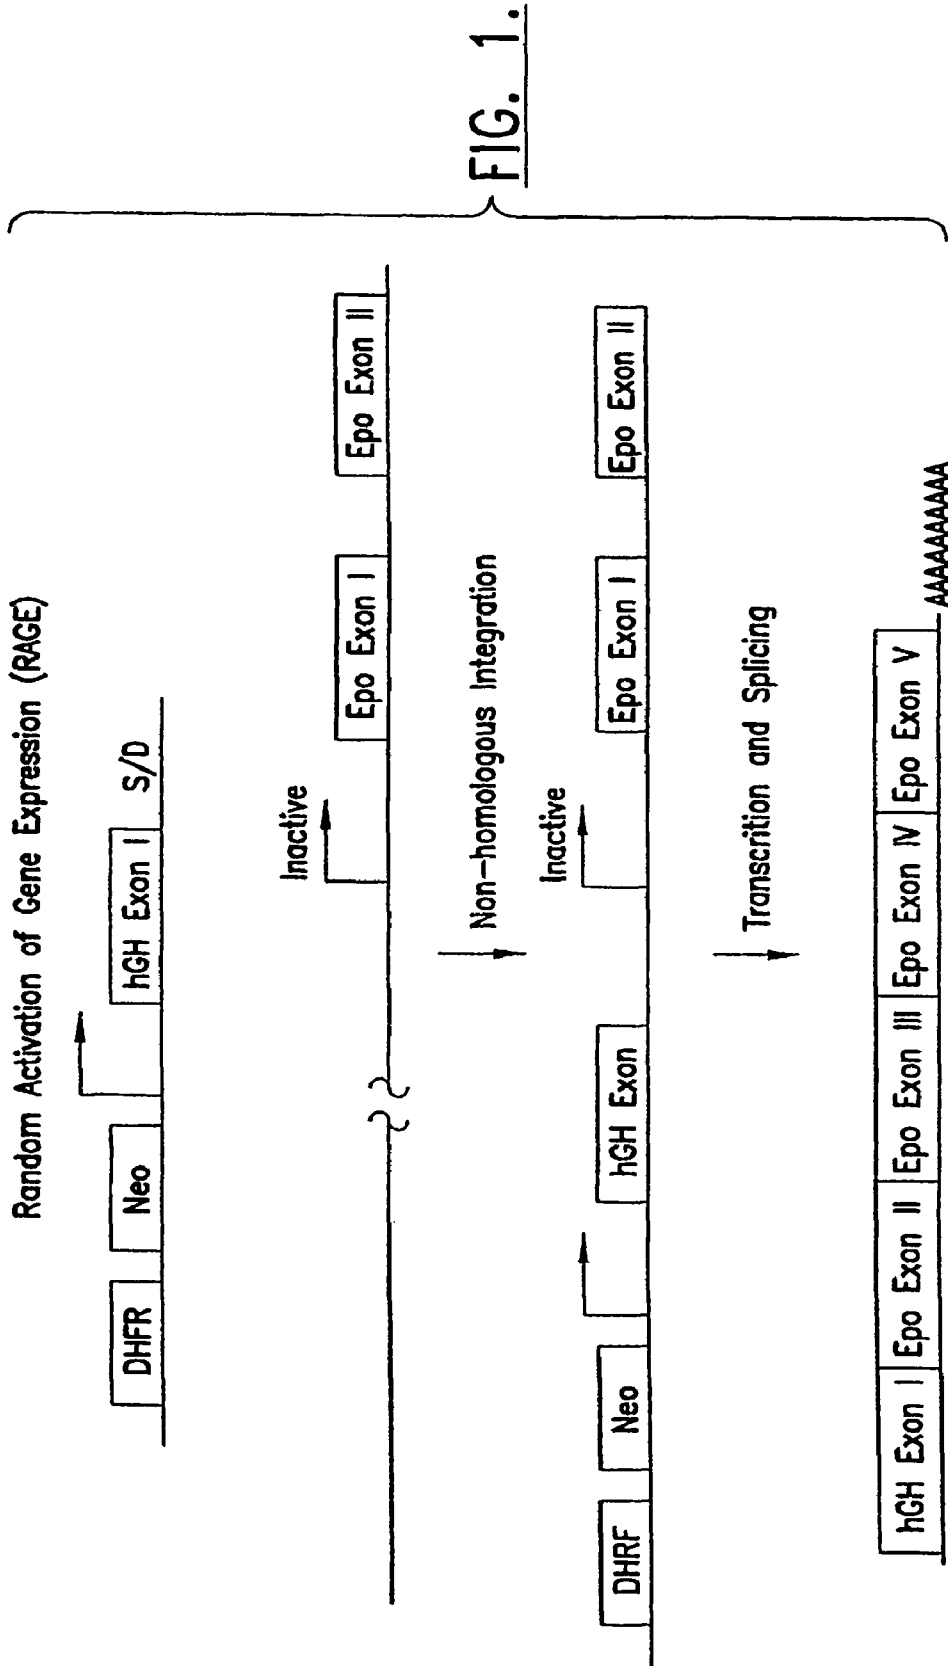 Random Activation of Gene Expression (RAGE)
DHFR Neo hGH Exon I S/D
Inactive
Epo Exon I Epo Exon II
Non-homologous Integration
Inactive
DHRF Neo hGH Exon Epo Exon I Epo Exon II
Transcrition and Splicing
hGH Exon I Epo Exon II Epo Exon III Epo Exon IV Epo Exon V
AAAAAAAAAA
FIG. 1.